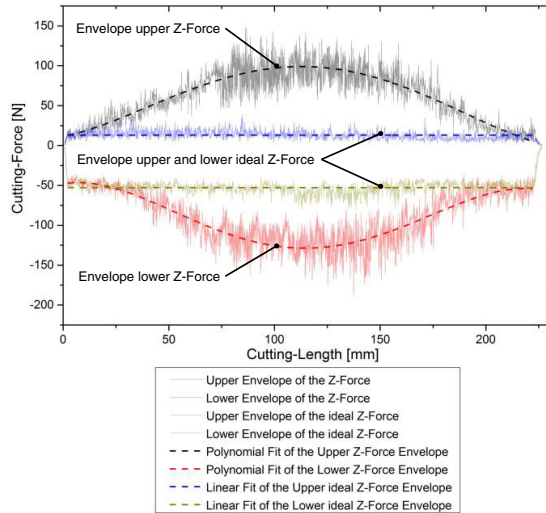 Envelope upper Z-Force
150
100
50
0
-50
-100
-150
-200
Cutting-Force [N]
Envelope upper and lower ideal Z-Force
Envelope lower Z-Force
0 50 100 150 200
Cutting-Length [mm]
Upper Envelope of the Z-Force
Lower Envelope of the Z-Force
Upper Envelope of the ideal Z-Force
Lower Envelope of the ideal Z-Force
Polynomial Fit of the Upper Z-Force Envelope
Polynomial Fit of the Lower Z-Force Envelope
Linear Fit of the Upper ideal Z-Force Envelope
Linear Fit of the Lower ideal Z-Force Envelope